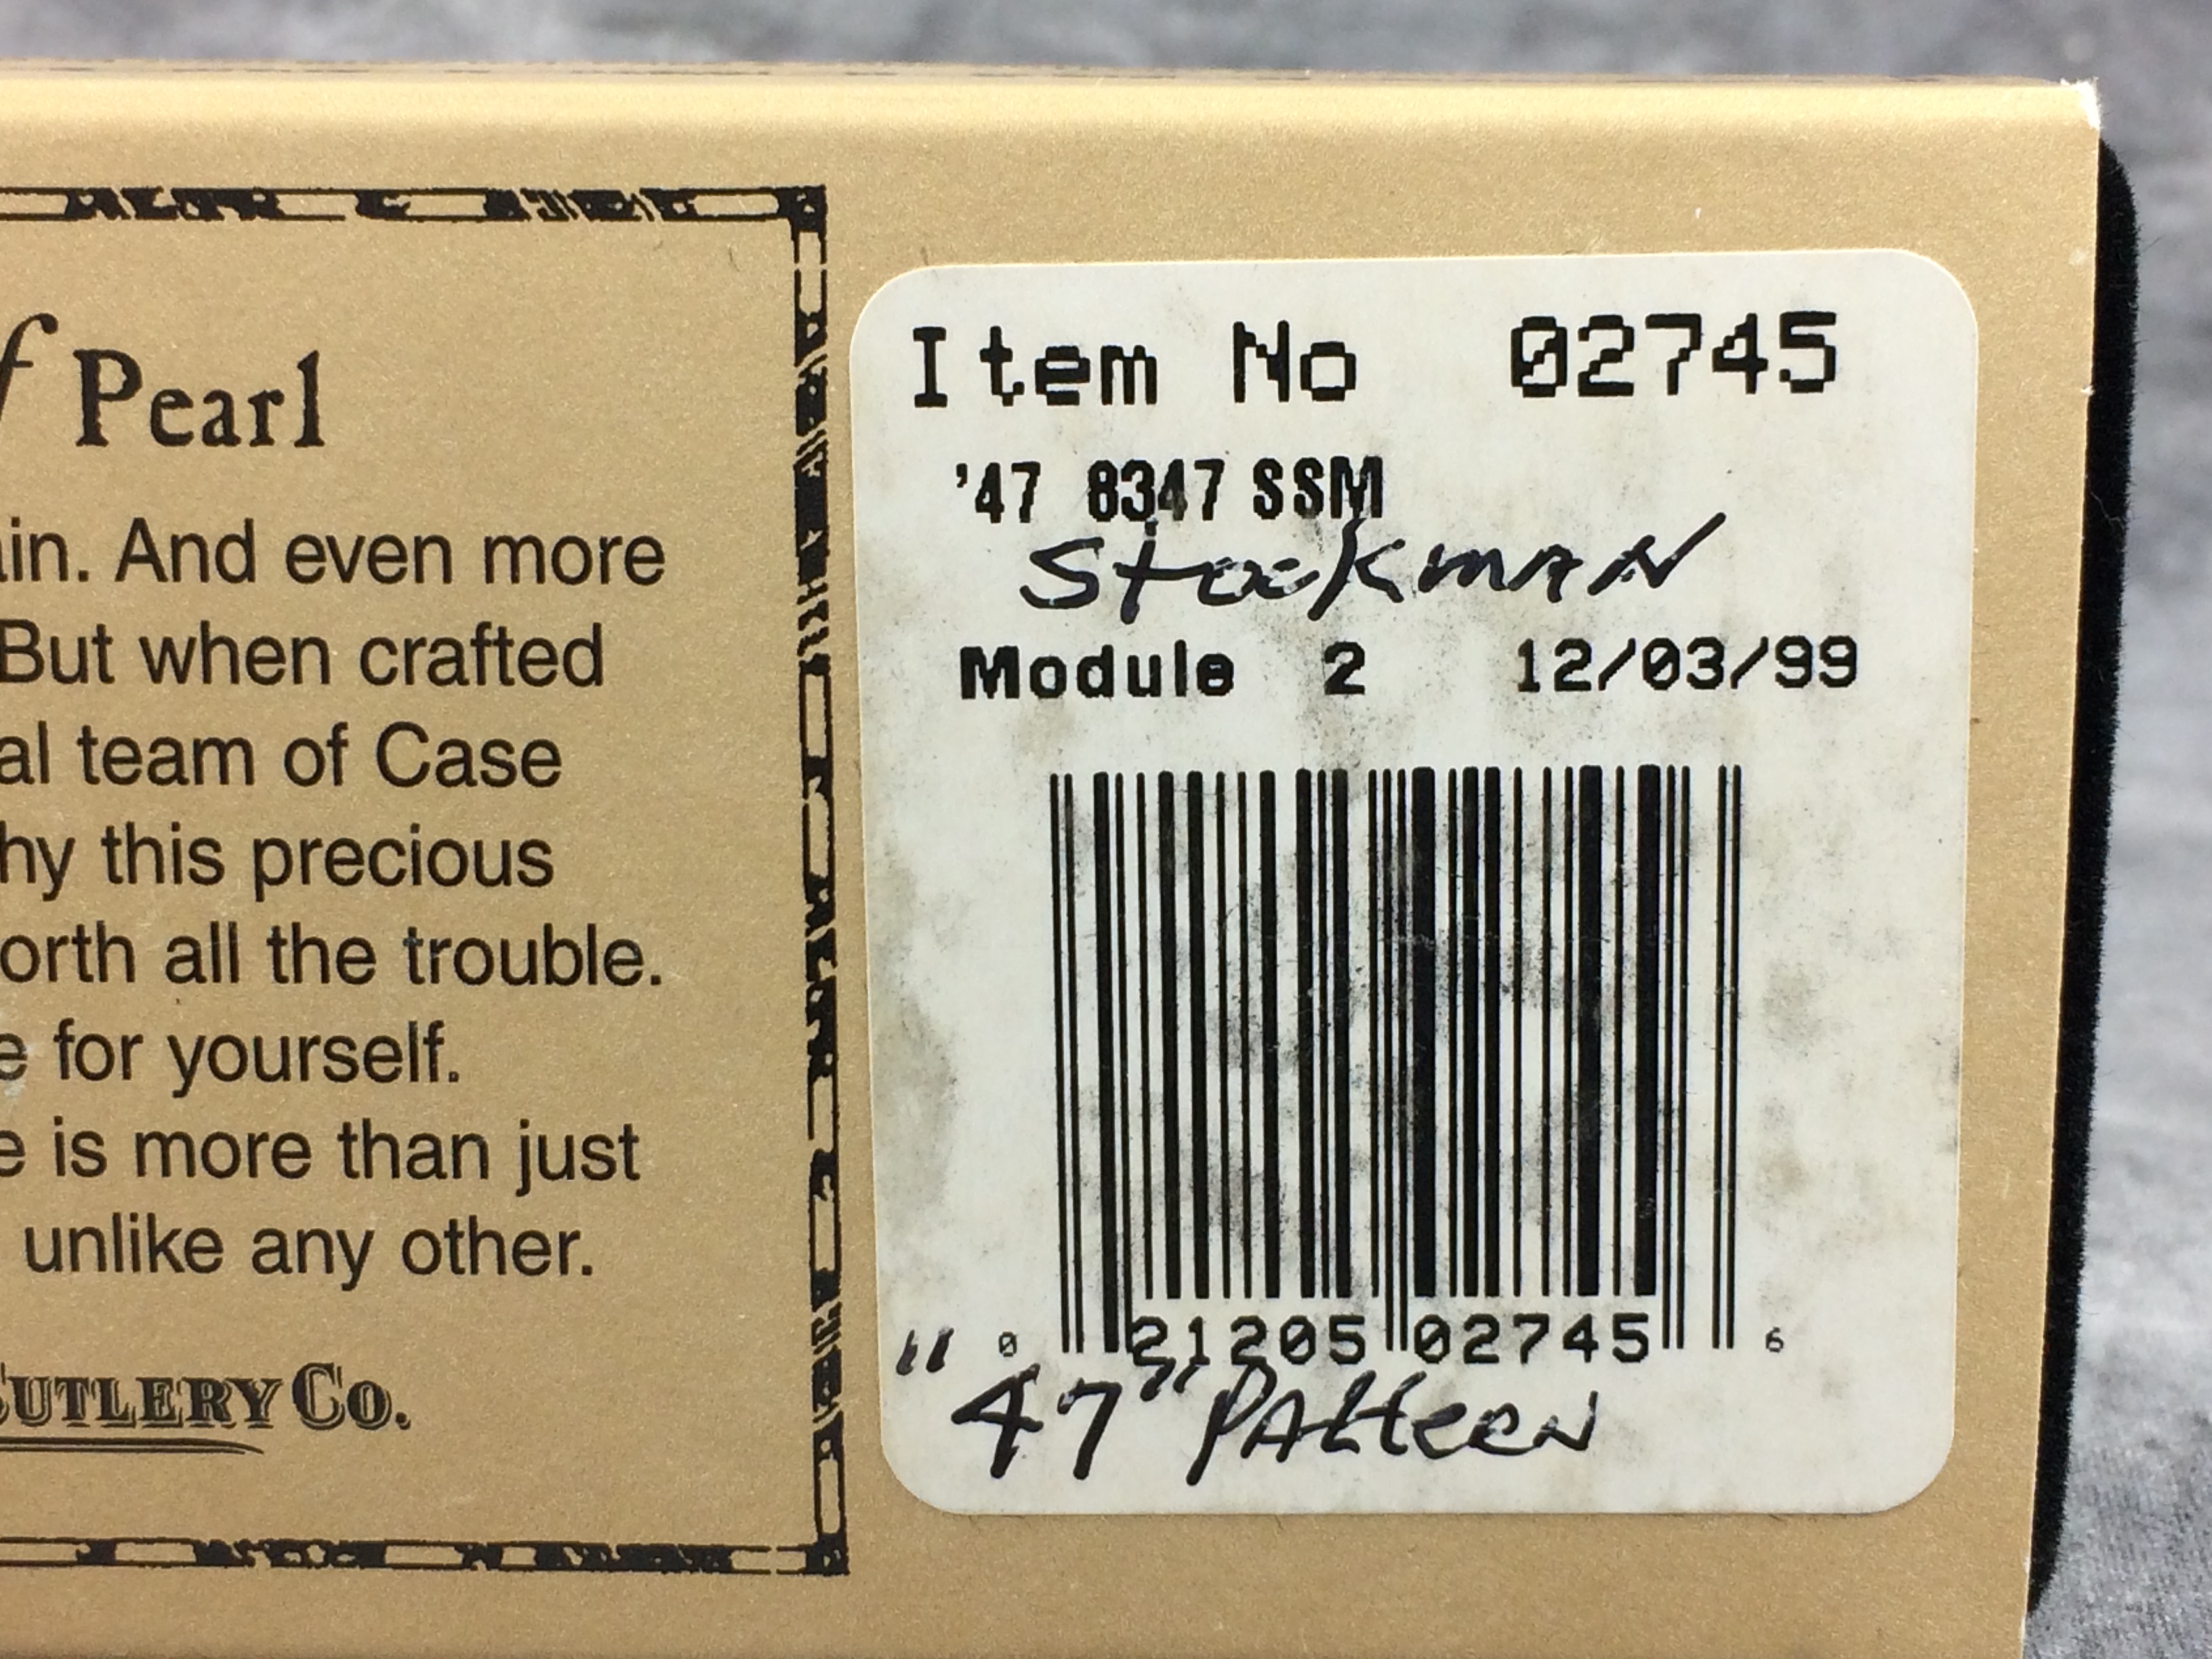 f Pearl
in. And even more
But when crafted
al team of Case
hy this precious
orth all the trouble.
e for yourself.
e is more than just
unlike any other.
CUTLERY CO.
Item No 02745
'47 8347 SSM
Stockman
Module 2 12/03/99
0 21205 02745 6
"47" Pattern